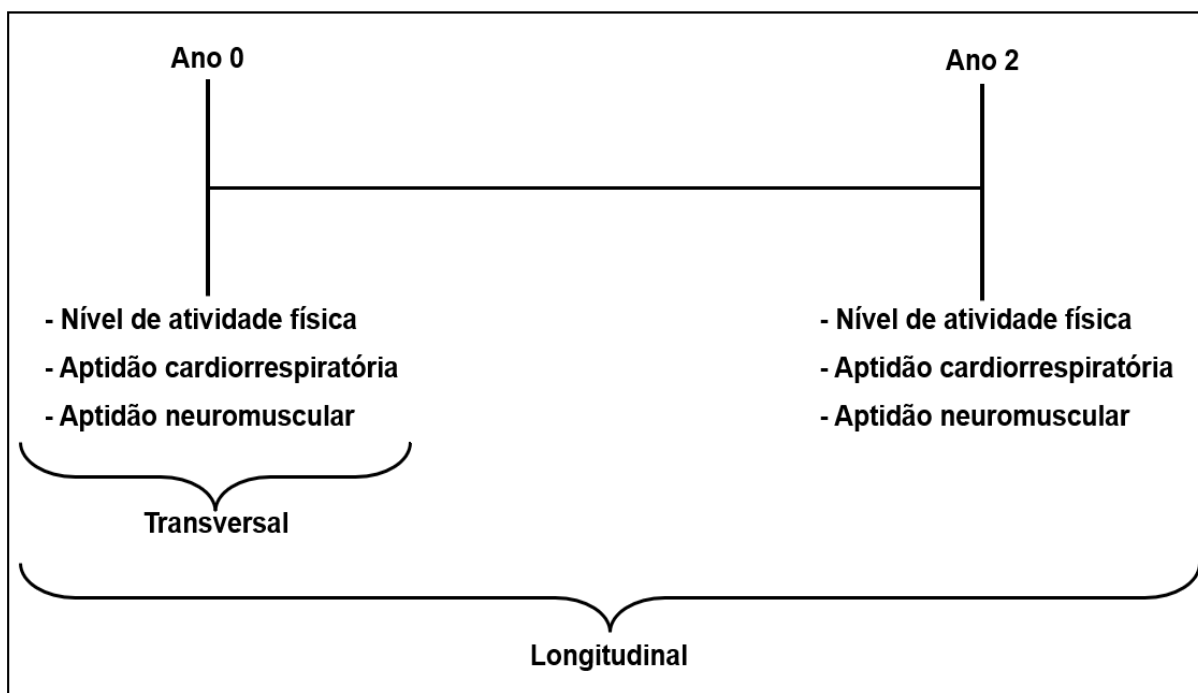 Ano 0
Ano 2
- Nível de atividade física
- Aptidão cardiorrespiratória
- Aptidão neuromuscular
- Nível de atividade física
- Aptidão cardiorrespiratória
- Aptidão neuromuscular
Transversal
Longitudinal